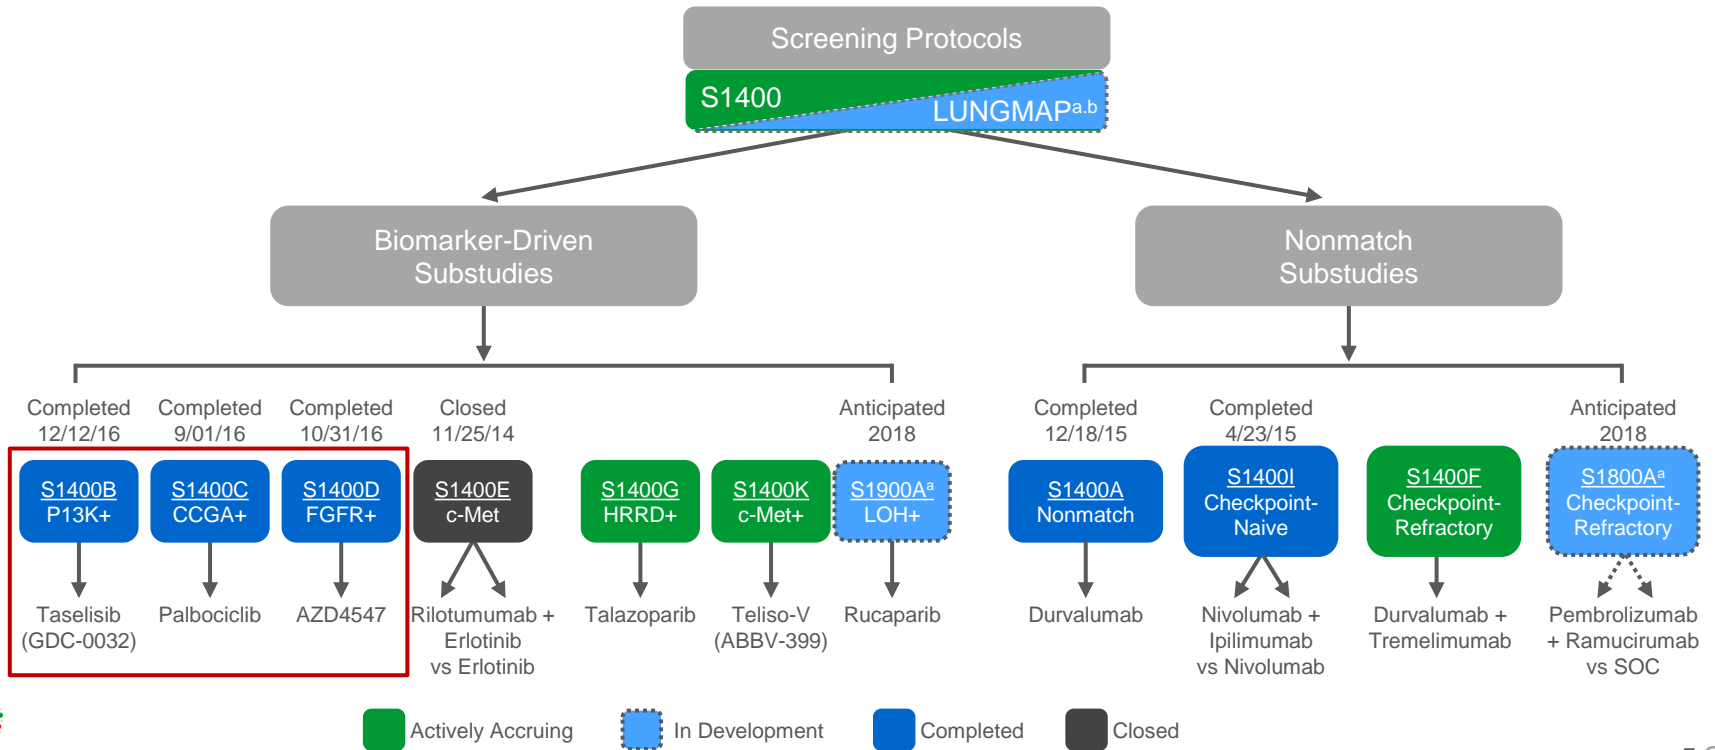 Screening Protocols
S1400
LUNGMAPa.b
Biomarker-Driven
Substudies
Nonmatch
Substudies
Completed
12/12/16
Completed
9/01/16
Completed
10/31/16
Closed
11/25/14
Anticipated
2018
Completed
12/18/15
Completed
4/23/15
Anticipated
2018
S1400B
P13K+
S1400C
CCGA+
S1400D
FGFR+
S1400E
c-Met
S1400G
HRRD+
S1400K
c-Met+
S1900Aa
LOH+
S1400A
Nonmatch
S1400I
Checkpoint-
Naive
S1400F
Checkpoint-
Refractory
S1800Aa
Checkpoint-
Refractory
Taselisib
(GDC-0032)
Palbociclib
AZD4547
Rilotumumab +
Erlotinib
vs Erlotinib
Talazoparib
Teliso-V
(ABBV-399)
Rucaparib
Durvalumab
Nivolumab +
Ipilimumab
vs Nivolumab
Durvalumab +
Tremelimumab
Pembrolizumab
+ Ramucirumab
vs SOC
Actively Accruing
In Development
Completed
Closed